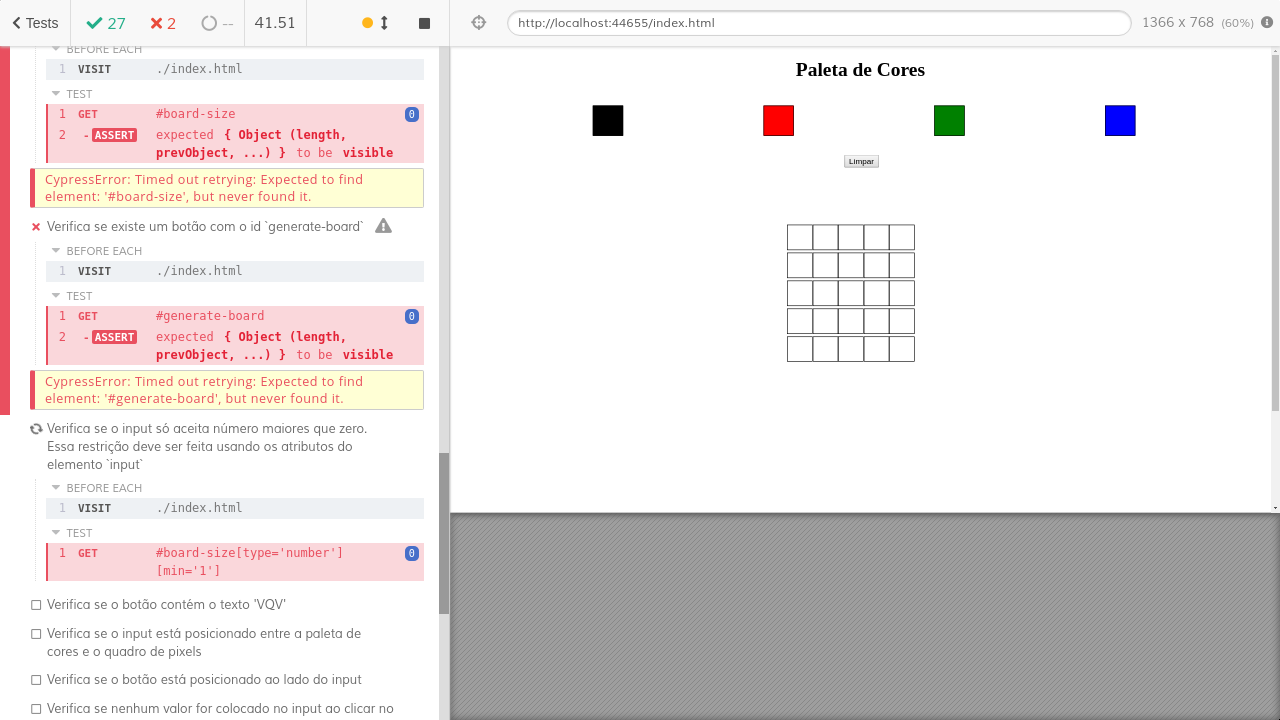 Tests
27
2
--
41.51
http://localhost:44655/index.html
1366 x 768 (60%)
BEFORE EACH
1 VISIT ./index.html
TEST
1 GET #board-size 0
2 -ASSERT expected { Object (length,
prevObject, ...) } to be visible
CypressError: Timed out retrying: Expected to find
element: '#board-size', but never found it.
Verifica se existe um botão com o id `generate-board`
BEFORE EACH
1 VISIT ./index.html
TEST
1 GET #generate-board 0
2 -ASSERT expected { Object (length,
prevObject, ...) } to be visible
CypressError: Timed out retrying: Expected to find
element: '#generate-board', but never found it.
Verifica se o input só aceita número maiores que zero.
Essa restrição deve ser feita usando os atributos do
elemento `input`
BEFORE EACH
1 VISIT ./index.html
TEST
1 GET #board-size[type='number'] 0
[min='1']
Verifica se o botão contém o texto 'VQV'
Verifica se o input está posicionado entre a paleta de
cores e o quadro de pixels
Verifica se o botão está posicionado ao lado do input
Verifica se nenhum valor for colocado no input ao clicar no
Paleta de Cores
Limpar